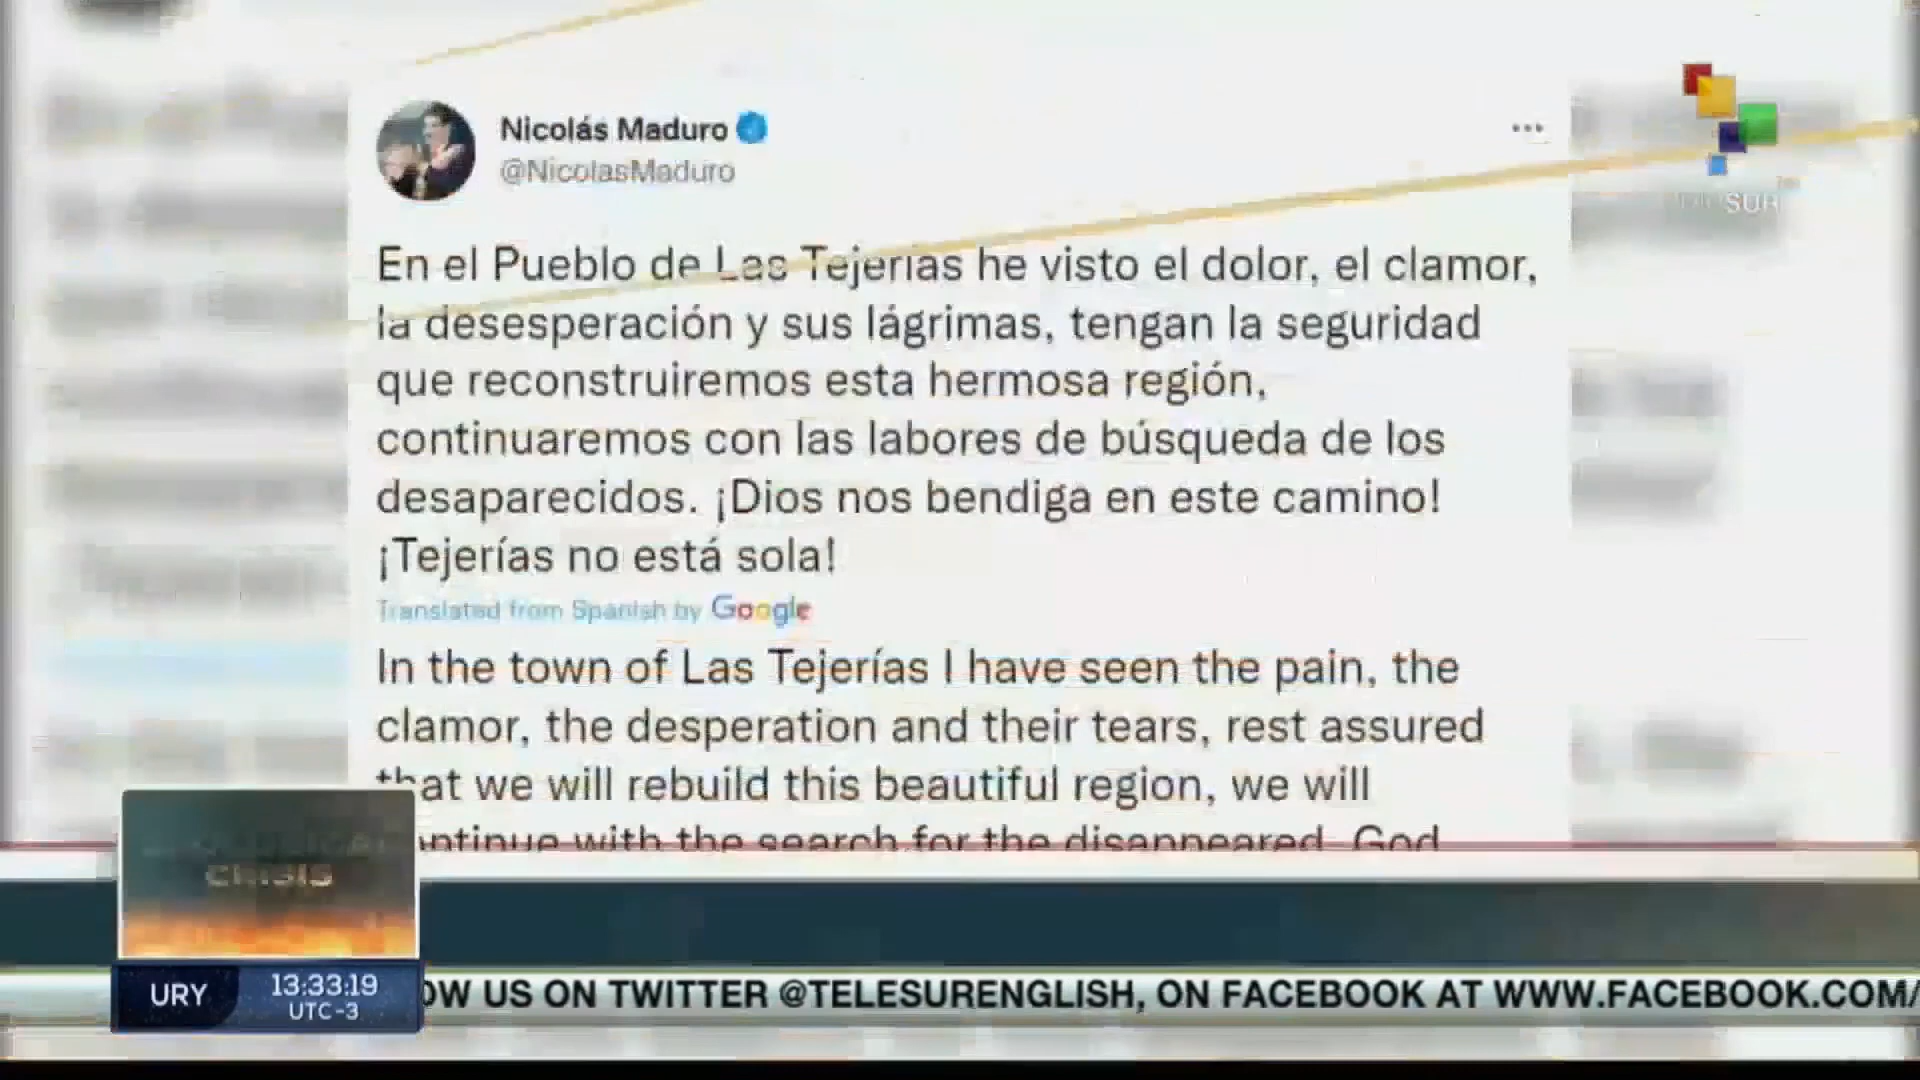 Nicolás Maduro
@NicolasMaduro
SUR
En el Pueblo de Las Tejerías he visto el dolor, el clamor,
la desesperación y sus lágrimas, tengan la seguridad
que reconstruiremos esta hermosa región,
continuaremos con las labores de búsqueda de los
desaparecidos. ¡Dios nos bendiga en este camino!
¡Tejerías no está sola!
Translated from Spanish by Google
In the town of Las Tejerías I have seen the pain, the
clamor, the desperation and their tears, rest assured
that we will rebuild this beautiful region, we will
continue with the search for the disappeared. God
CRISIS
URY 13:33:19
UTC-3
OW US ON TWITTER @TELESURENGLISH, ON FACEBOOK AT WWW.FACEBOOK.COM/